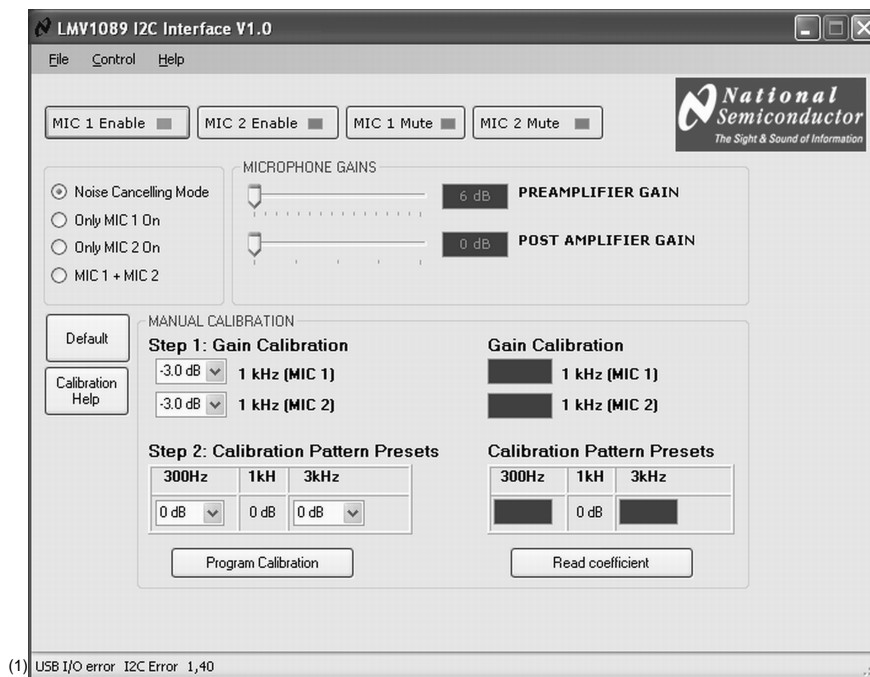 LMV1089 I2C Interface V1.0
File Control Help
MIC 1 Enable MIC 2 Enable MIC 1 Mute MIC 2 Mute
National
Semiconductor
The Sight & Sound of Information
Noise Cancelling Mode
Only MIC 1 On
Only MIC 2 On
MIC 1 + MIC 2
MICROPHONE GAINS
6 dB PREAMPLIFIER GAIN
0 dB POST AMPLIFIER GAIN
Default
Calibration
Help
MANUAL CALIBRATION
Step 1: Gain Calibration
-3.0 dB 1 kHz (MIC 1)
-3.0 dB 1 kHz (MIC 2)
Step 2: Calibration Pattern Presets
300Hz 1kH 3kHz
0 dB 0 dB 0 dB
Program Calibration
Gain Calibration
1 kHz (MIC 1)
1 kHz (MIC 2)
Calibration Pattern Presets
300Hz 1kH 3kHz
0 dB
Read coefficient
(1) USB I/O error I2C Error 1,40